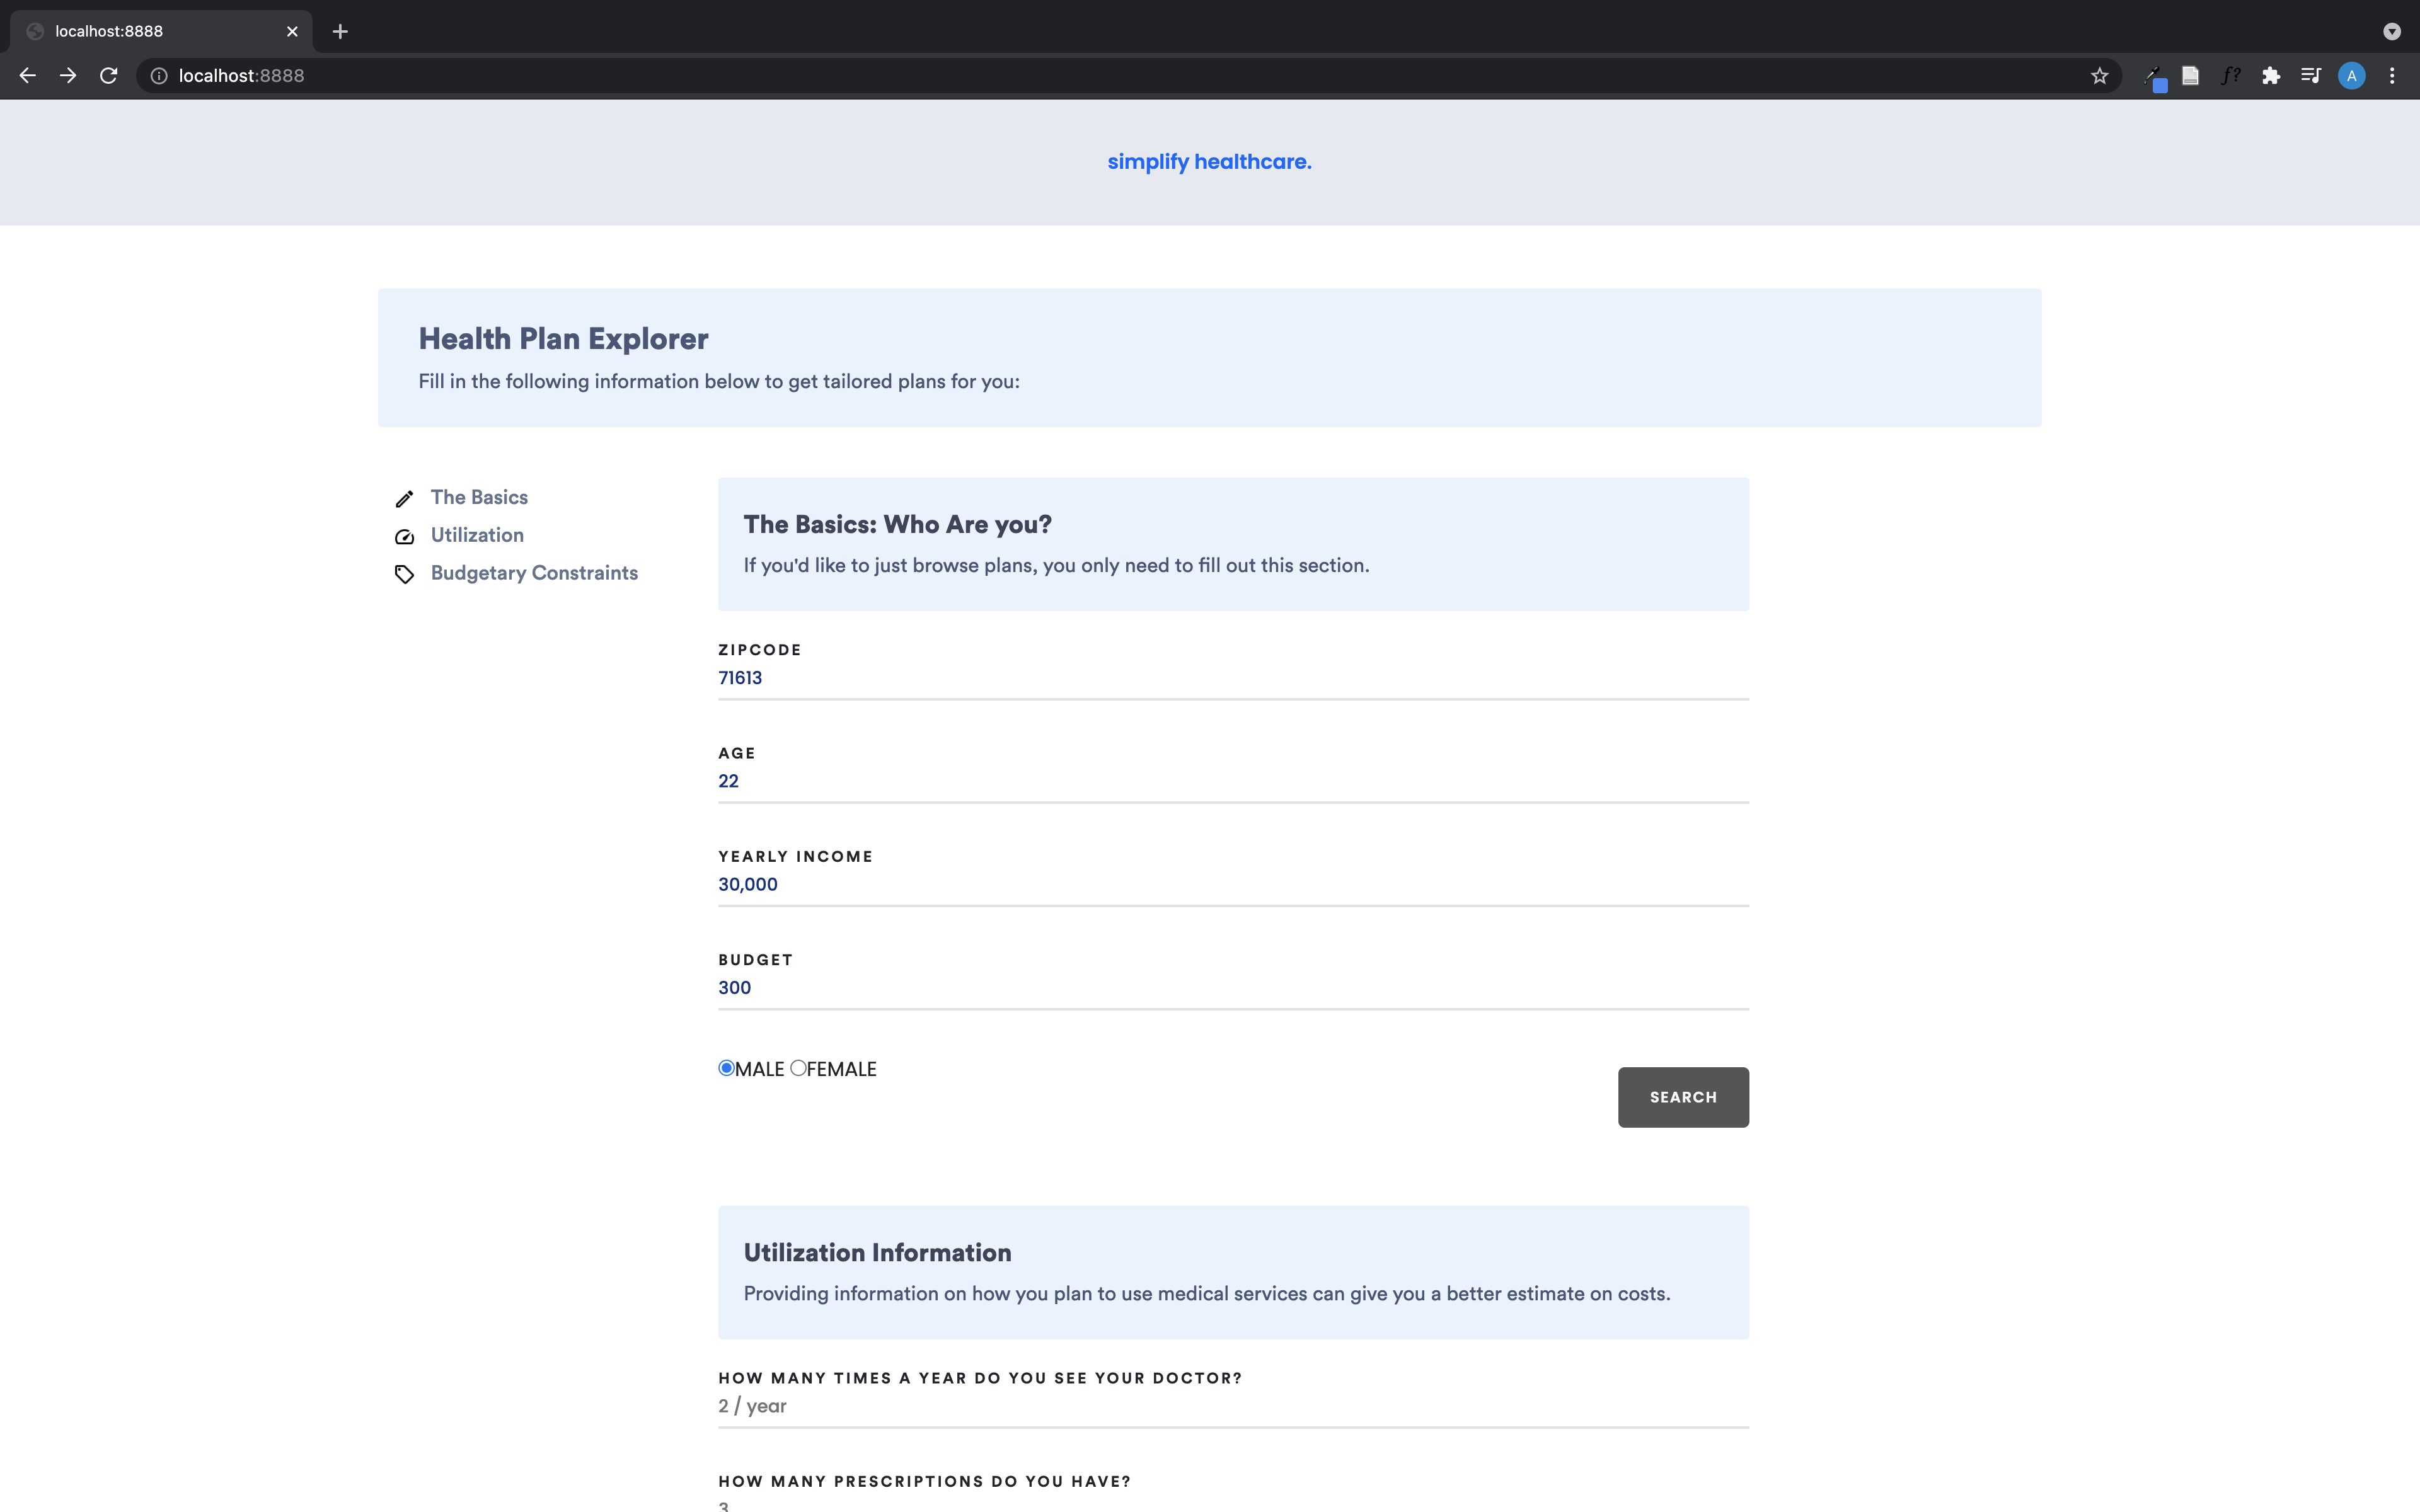 localhost:8888
localhost:8888
f?
A
simplify healthcare.
Health Plan Explorer
Fill in the following information below to get tailored plans for you:
The Basics
Utilization
Budgetary Constraints
The Basics: Who Are you?
If you'd like to just browse plans, you only need to fill out this section.
ZIPCODE
71613
AGE
22
YEARLY INCOME
30,000
BUDGET
300
MALE FEMALE
SEARCH
Utilization Information
Providing information on how you plan to use medical services can give you a better estimate on costs.
HOW MANY TIMES A YEAR DO YOU SEE YOUR DOCTOR?
2 / year
HOW MANY PRESCRIPTIONS DO YOU HAVE?
3